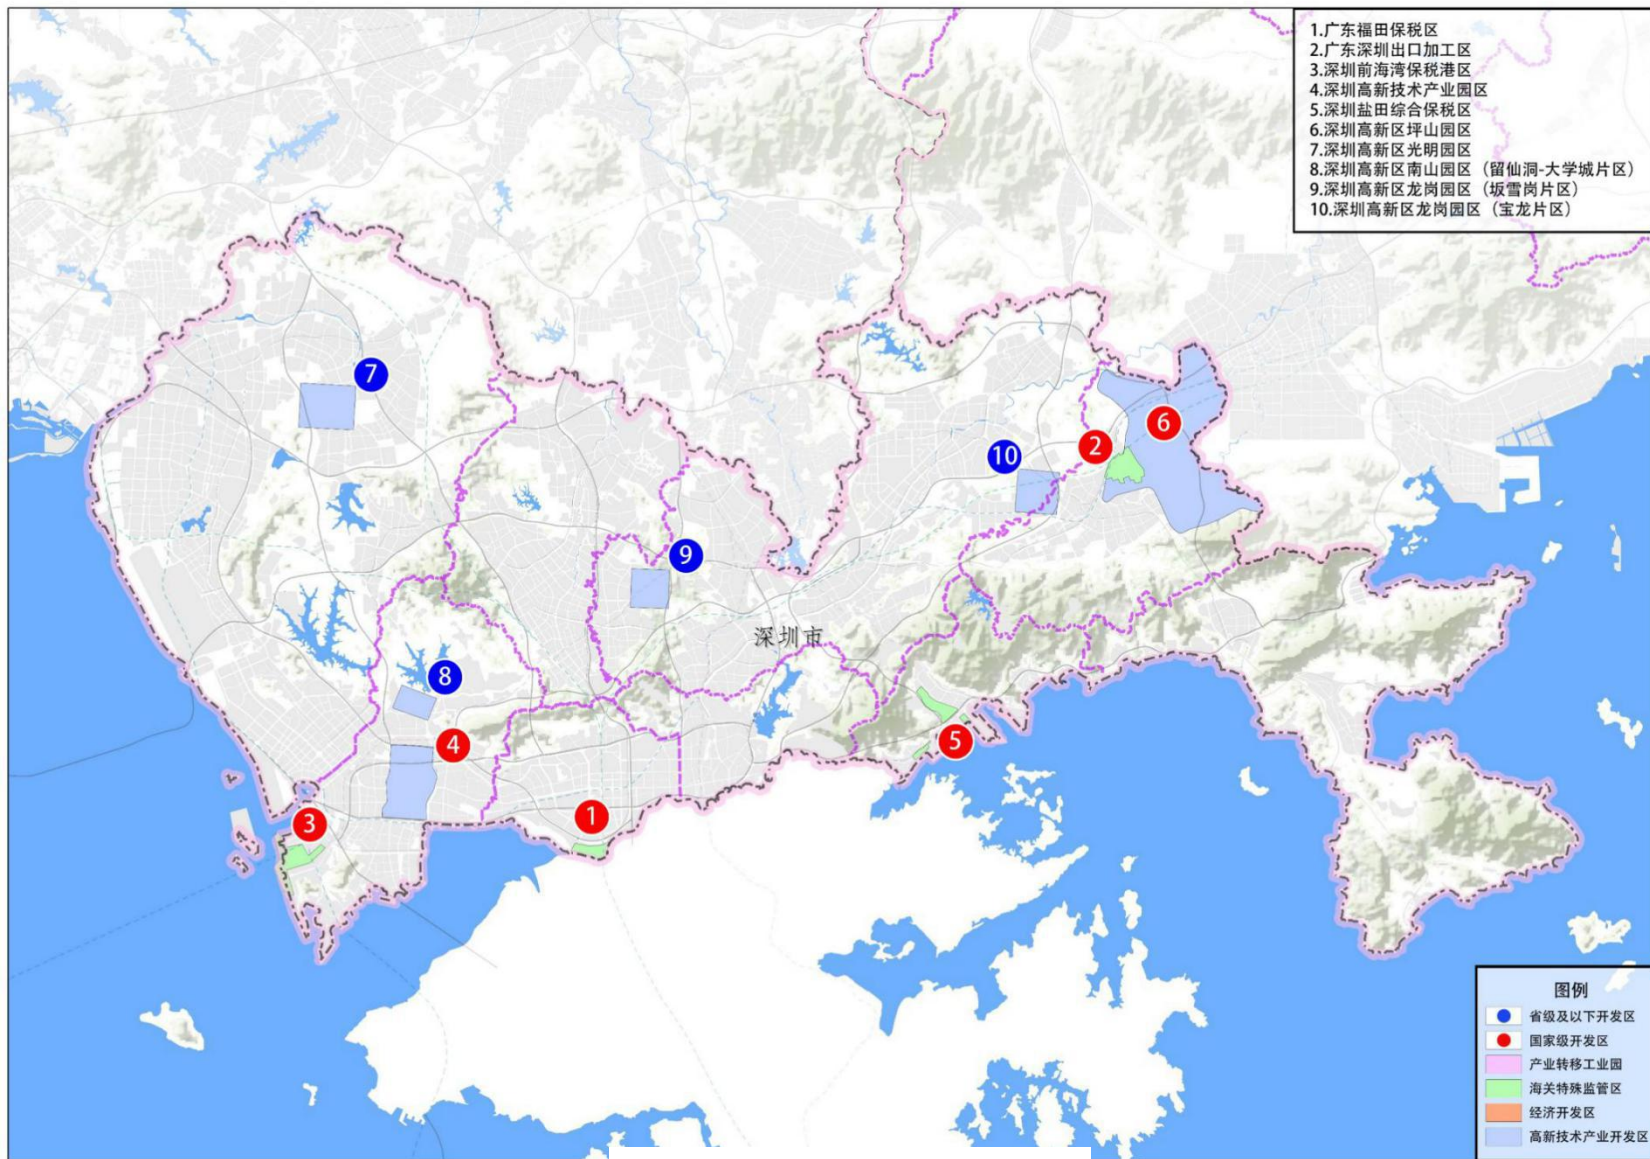 1.广东福田保税区
2.广东深圳出口加工区
3.深圳前海湾保税港区
4.深圳高新技术产业园区
5.深圳盐田综合保税区
6.深圳高新区坪山园区
7.深圳高新区光明园区
8.深圳高新区南山园区（留仙洞-大学城片区）
9.深圳高新区龙岗园区（坂雪岗片区）
10.深圳高新区龙岗园区（宝龙片区）
7
6
2
10
9
深圳市
8
4
5
3
1
图例
省级及以下开发区
国家级开发区
产业转移工业园
海关特殊监管区
经济开发区
高新技术产业开发区